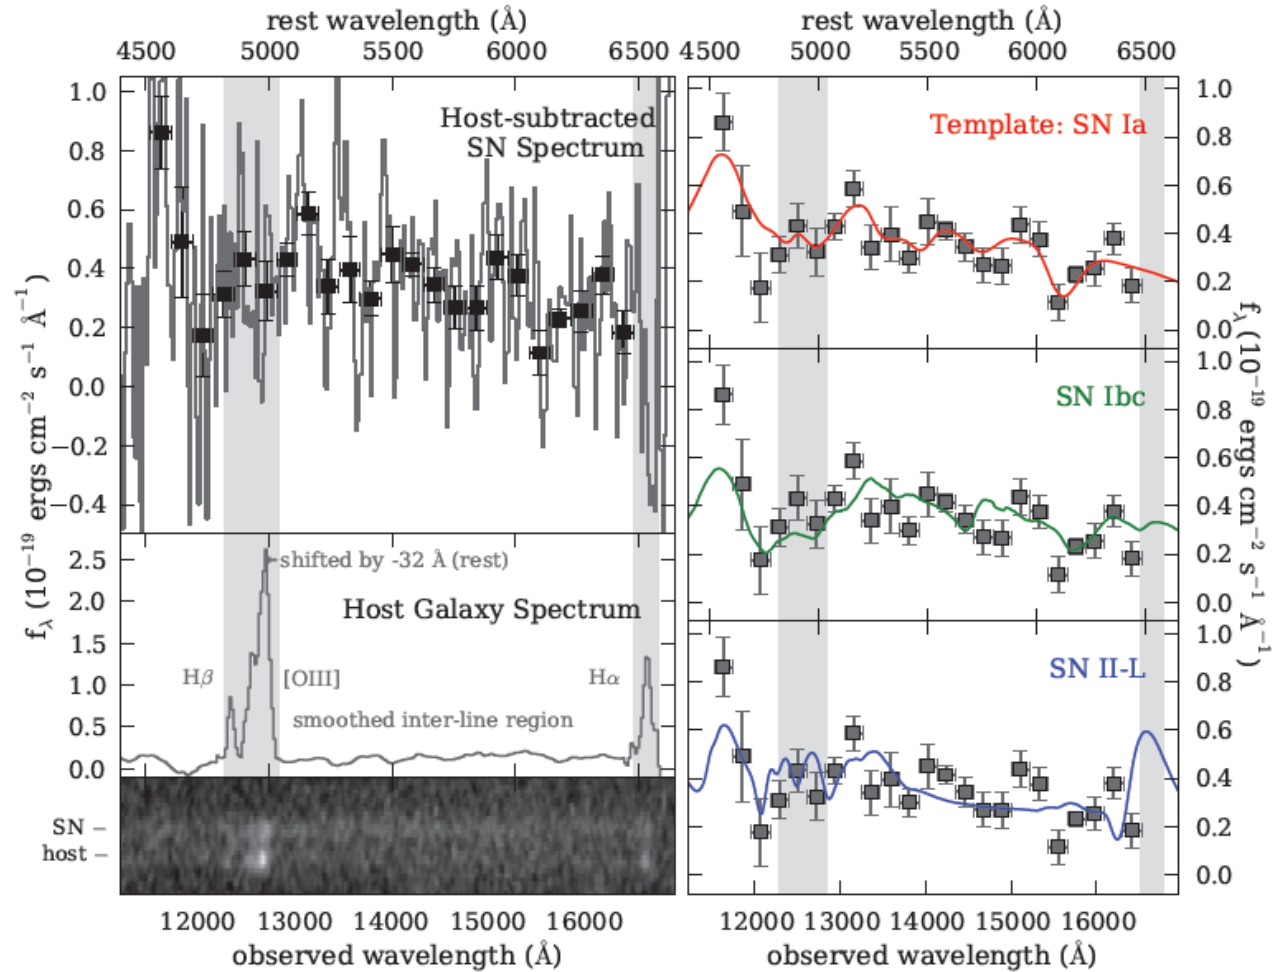 rest wavelength (Å)
4500 5000 5500 6000 6500
1.0
0.8
0.6
0.4
0.2
0.0
−0.2
−0.4
f_λ (10⁻¹⁹ ergs cm⁻² s⁻¹ Å⁻¹)
Host-subtracted
SN Spectrum
2.5
2.0
1.5
1.0
0.5
0.0
shifted by -32 Å (rest)
Host Galaxy Spectrum
Hβ [OIII] Hα
smoothed inter-line region
SN –
host –
12000 13000 14000 15000 16000
observed wavelength (Å)
rest wavelength (Å)
4500 5000 5500 6000 6500
Template: SN Ia
1.0
0.8
0.6
0.4
0.2
0.0
SN Ibc
1.0
0.8
0.6
0.4
0.2
0.0
SN II-L
1.0
0.8
0.6
0.4
0.2
0.0
f_λ (10⁻¹⁹ ergs cm⁻² s⁻¹ Å⁻¹)
12000 13000 14000 15000 16000
observed wavelength (Å)